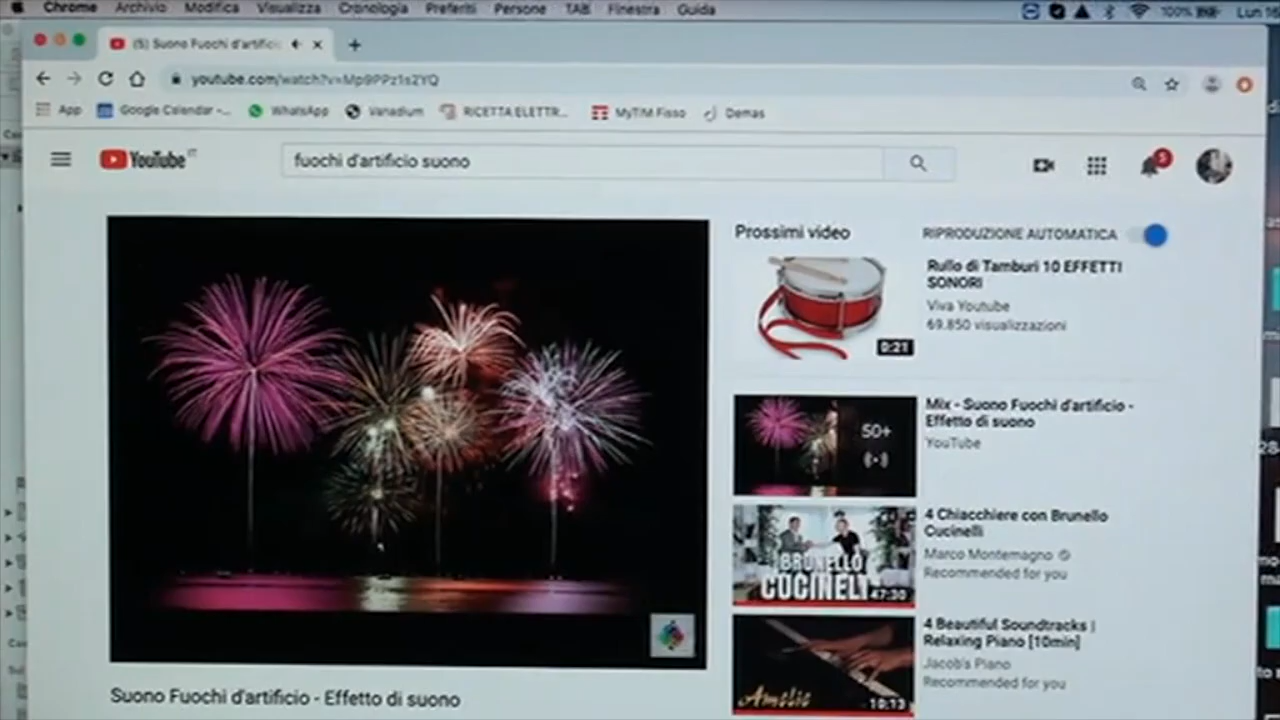 Chrome Archivio Modifica Visualizza Cronologia Preferiti Persone TAB Finestra Guida 100% Lun 16
(5) Suono Fuochi d'artificio
youtube.com/watch?v=Mp9PPz1s2YQ
App Google Calendar -... WhatsApp Vanadium RICETTA ELETTR... MyTIM Fisso Demas
YouTube IT
fuochi d'artificio suono
5
Prossimi video
RIPRODUZIONE AUTOMATICA
Rullo di Tamburi 10 EFFETTI
SONORI
Viva Youtube
69.850 visualizzazioni
0:21
Mix - Suono Fuochi d'artificio -
Effetto di suono
YouTube
50+
4 Chiacchiere con Brunello
Cucinelli
Marco Montemagno
Recommended for you
BRUNELLO
CUCINELLI
47:30
4 Beautiful Soundtracks |
Relaxing Piano [10min]
Jacob's Piano
Recommended for you
Amelie
10:13
Suono Fuochi d'artificio - Effetto di suono